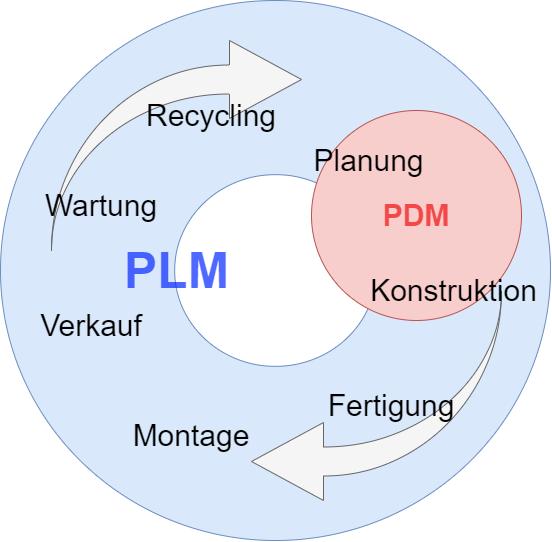 Recycling
Planung
Wartung
PDM
PLM
Konstruktion
Verkauf
Fertigung
Montage